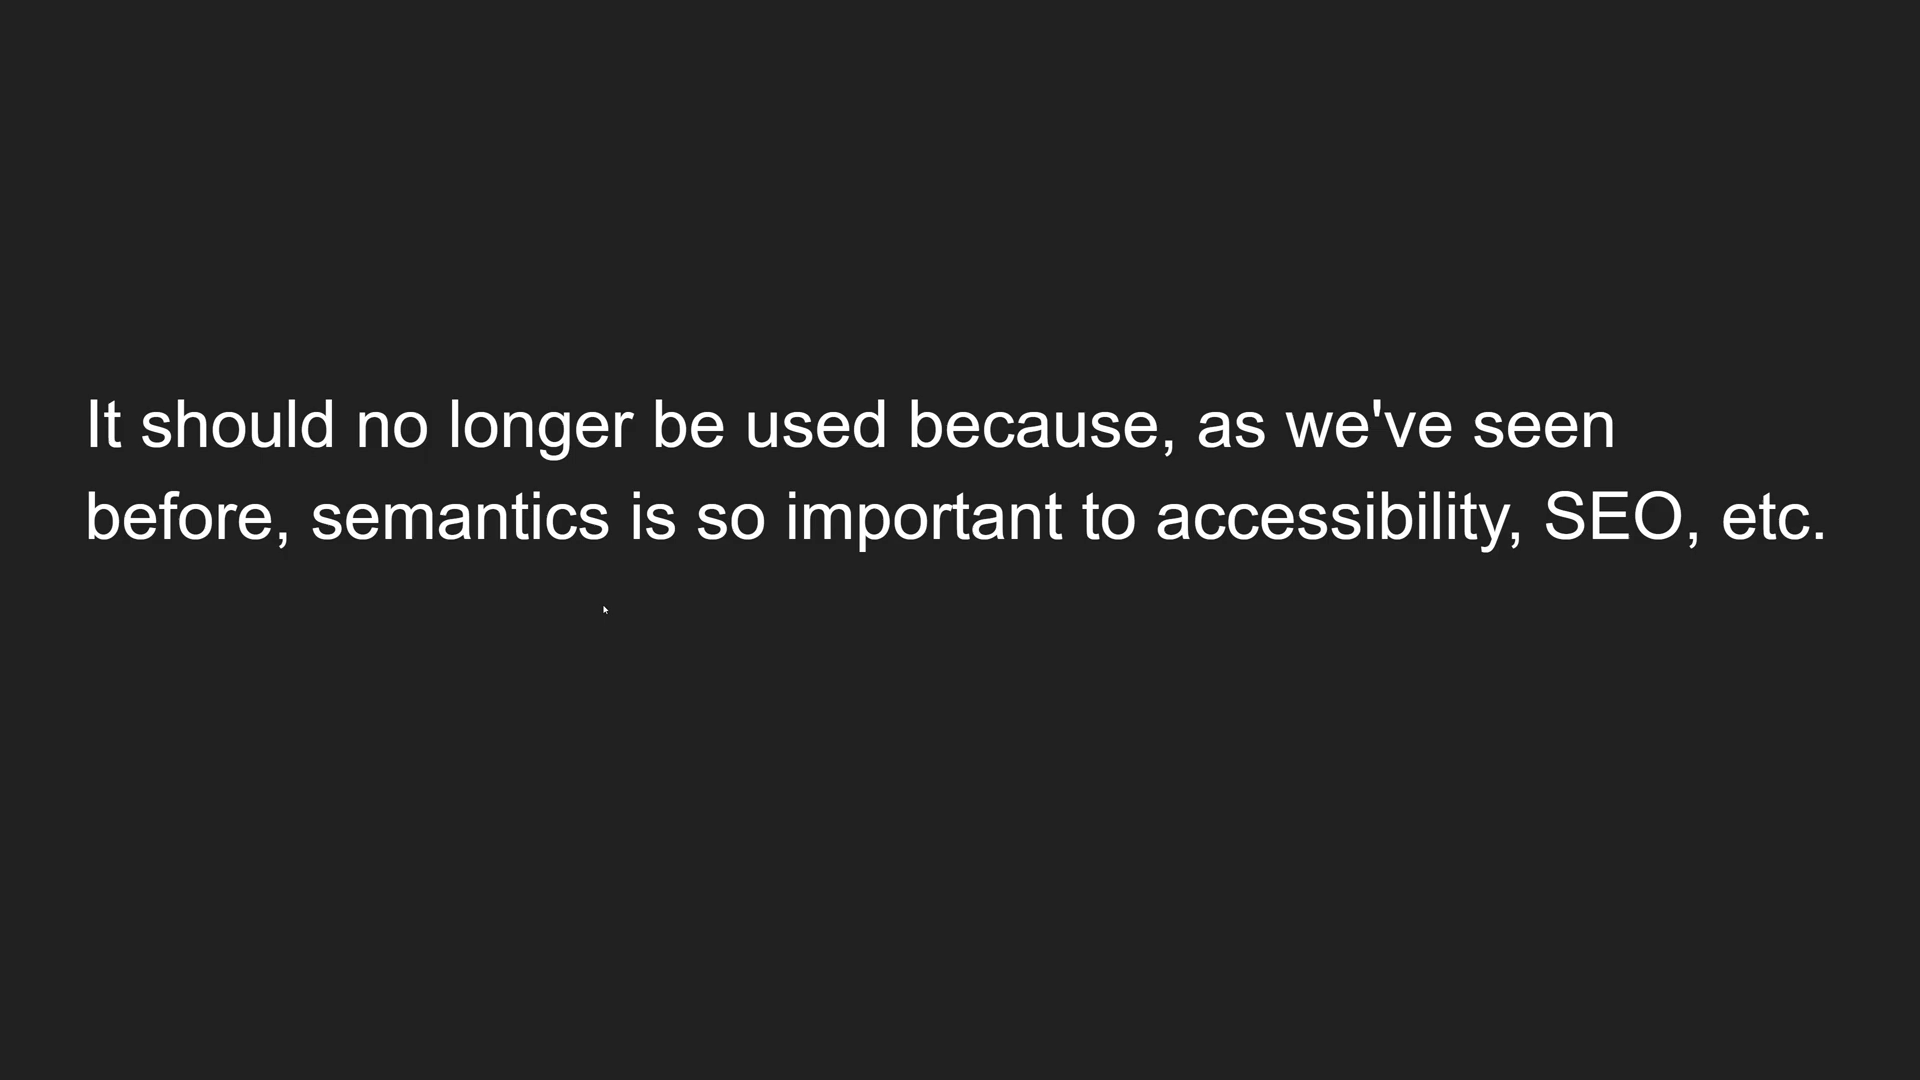 It should no longer be used because, as we've seen
before, semantics is so important to accessibility, SEO, etc.